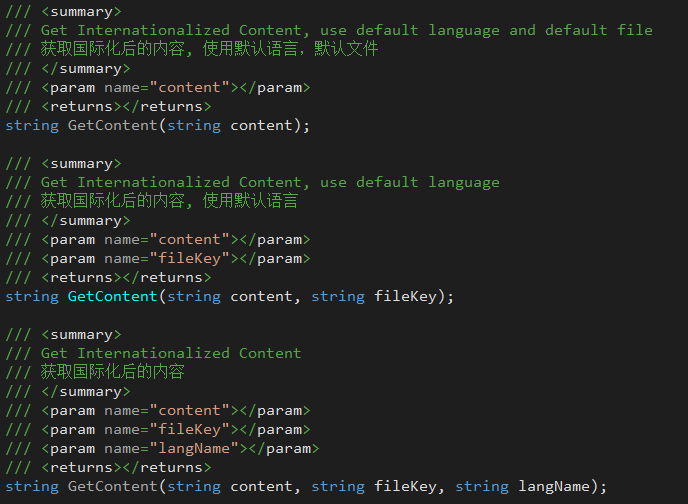 /// <summary>
/// Get Internationalized Content, use default language and default file
/// 获取国际化后的内容, 使用默认语言，默认文件
/// </summary>
/// <param name="content"></param>
/// <returns></returns>
string GetContent(string content);
/// <summary>
/// Get Internationalized Content, use default language
/// 获取国际化后的内容, 使用默认语言
/// </summary>
/// <param name="content"></param>
/// <param name="fileKey"></param>
/// <returns></returns>
string GetContent(string content, string fileKey);
/// <summary>
/// Get Internationalized Content
/// 获取国际化后的内容
/// </summary>
/// <param name="content"></param>
/// <param name="fileKey"></param>
/// <param name="langName"></param>
/// <returns></returns>
string GetContent(string content, string fileKey, string langName);